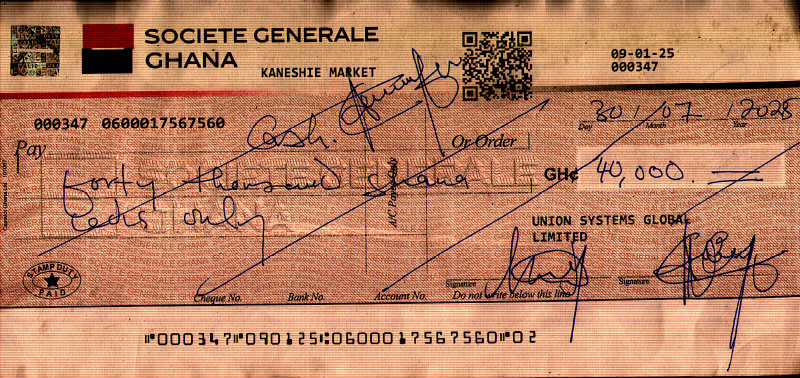 SOCIETE GENERALE
GHANA
KANESHIE MARKET
09-01-25
000347
000347 0600017567560
Cash.
Day 30 / Month 07 / Year 2025
Pay
Or Order
A/C Payee Only
forty thousand ghana
GH¢ 40,000. =
cedis only
UNION SYSTEMS GLOBAL
LIMITED
STAMP DUTY
PAID
Signature
Signature
Cheque No.
Bank No.
Account No.
Do not write below this line
⑈000347⑈090125⑆0600017567560⑈02